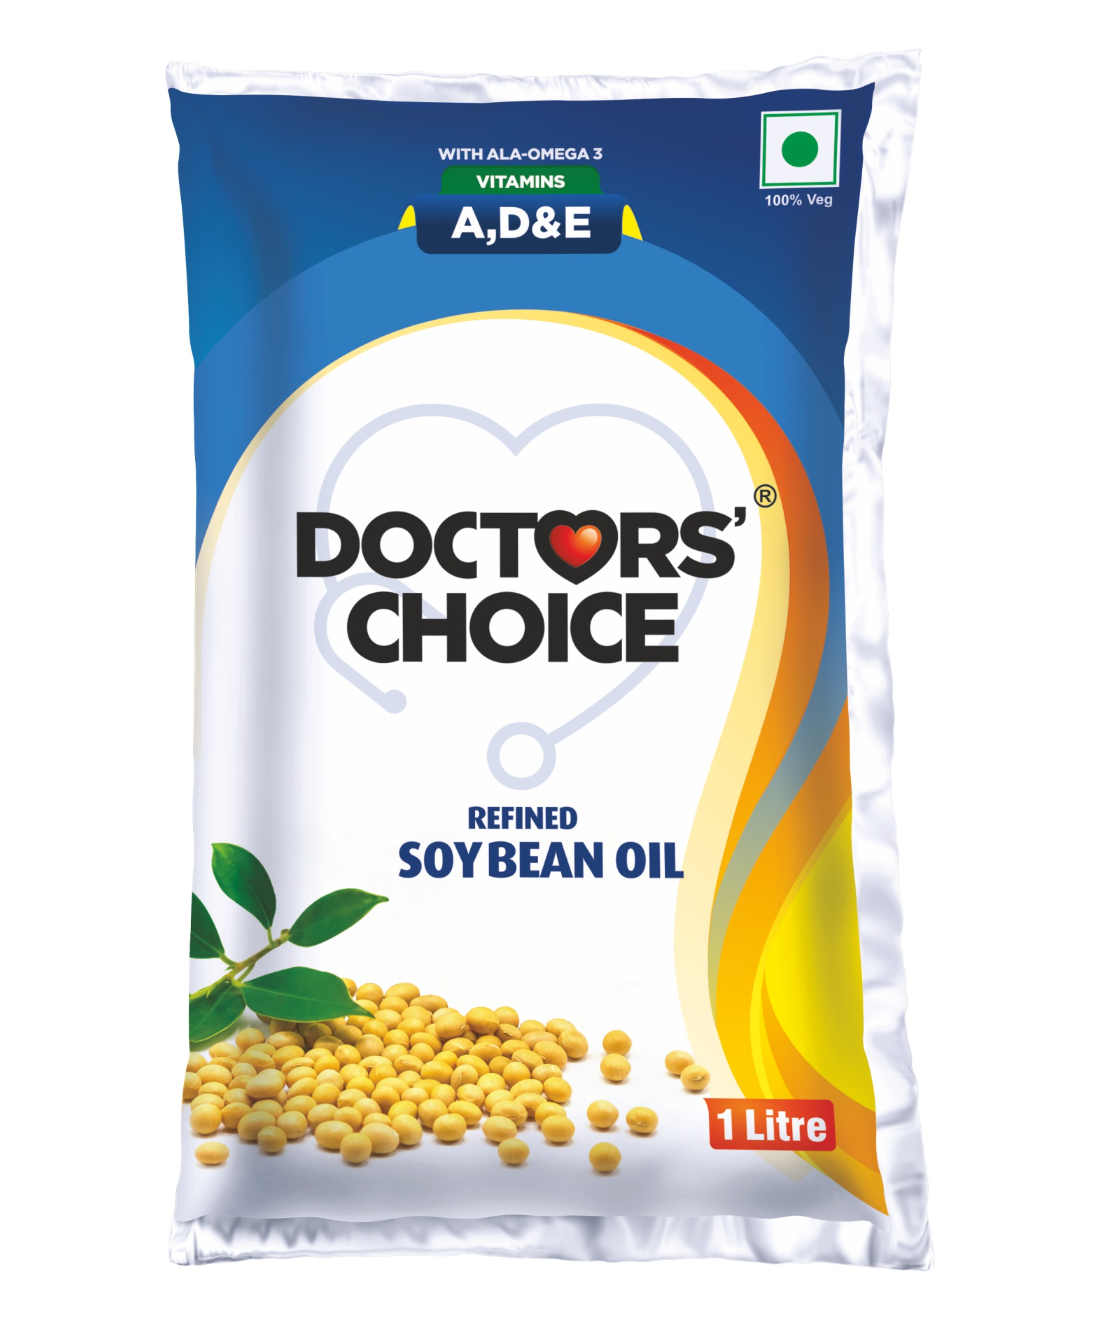 WITH ALA-OMEGA 3
VITAMINS
A,D&E
100% Veg
DOCTORS’®
CHOICE
REFINED
SOYBEAN OIL
1 Litre